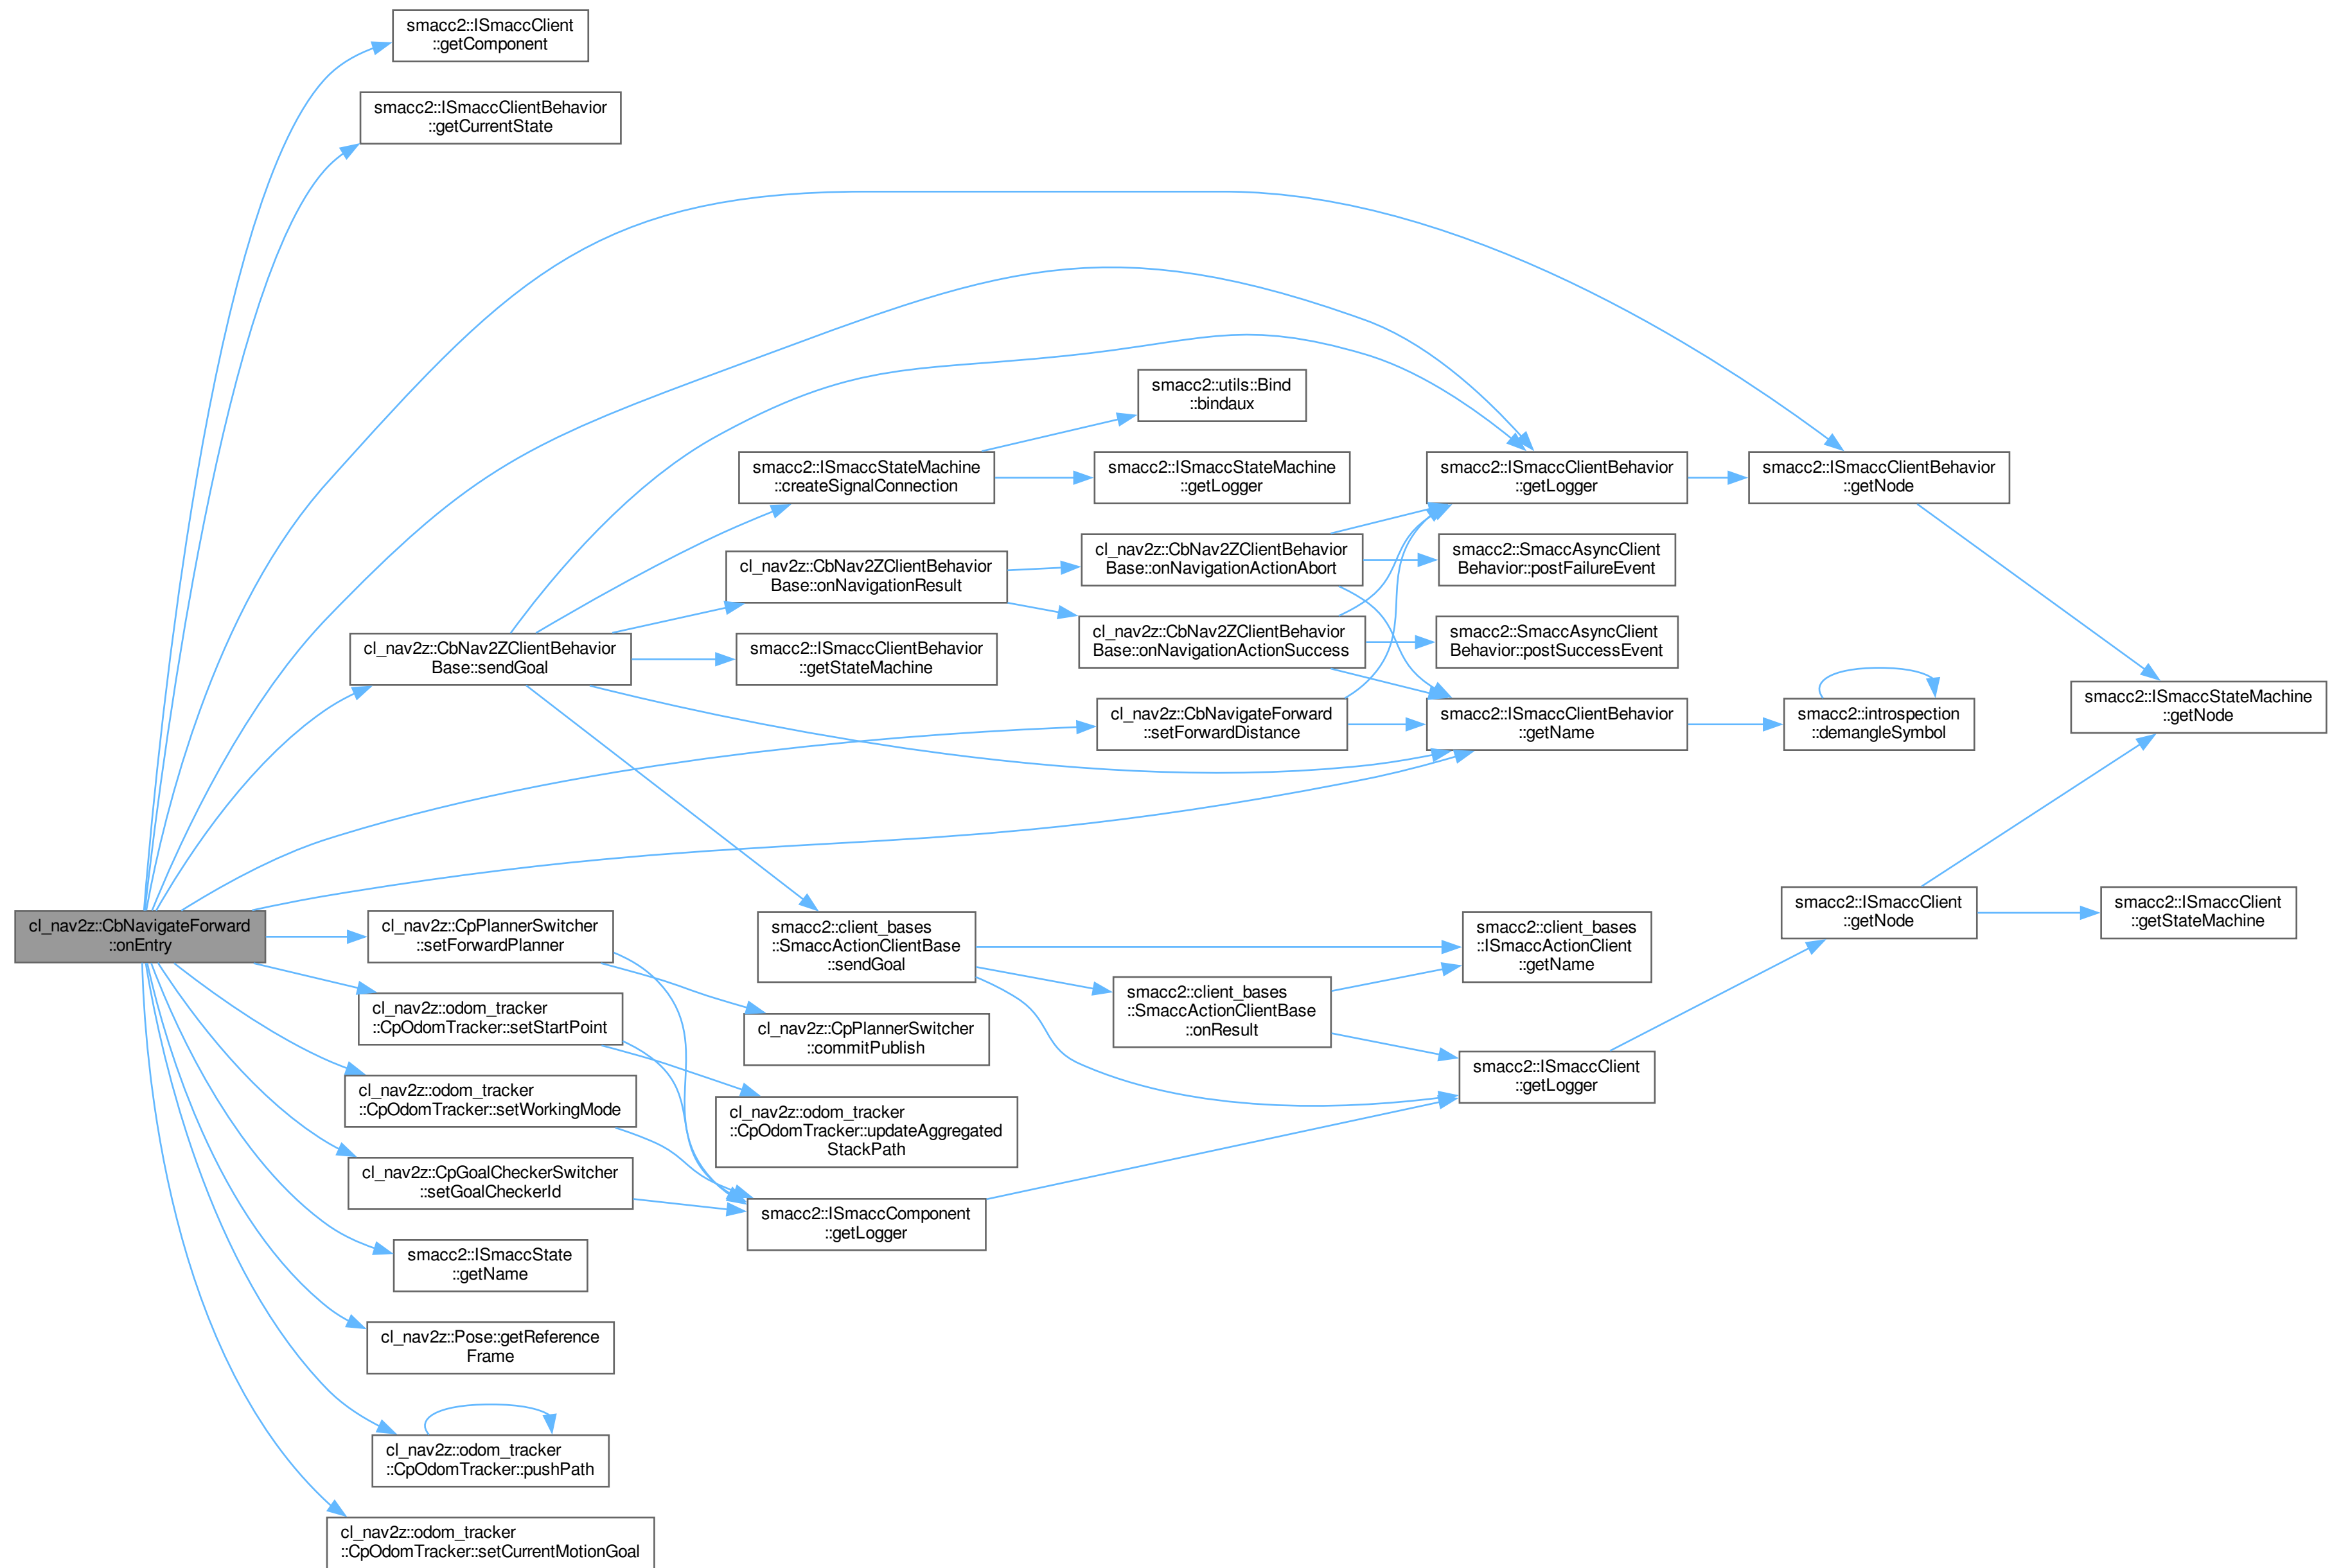 smacc2::ISmaccClient
::getComponent
smacc2::ISmaccClientBehavior
::getCurrentState
smacc2::utils::Bind
::bindaux
smacc2::ISmaccStateMachine
::createSignalConnection
smacc2::ISmaccStateMachine
::getLogger
smacc2::ISmaccClientBehavior
::getLogger
smacc2::ISmaccClientBehavior
::getNode
cl_nav2z::CbNav2ZClientBehavior
Base::onNavigationResult
cl_nav2z::CbNav2ZClientBehavior
Base::onNavigationActionAbort
smacc2::SmaccAsyncClient
Behavior::postFailureEvent
cl_nav2z::CbNav2ZClientBehavior
Base::sendGoal
smacc2::ISmaccClientBehavior
::getStateMachine
cl_nav2z::CbNav2ZClientBehavior
Base::onNavigationActionSuccess
smacc2::SmaccAsyncClient
Behavior::postSuccessEvent
cl_nav2z::CbNavigateForward
::setForwardDistance
smacc2::ISmaccClientBehavior
::getName
smacc2::introspection
::demangleSymbol
smacc2::ISmaccStateMachine
::getNode
cl_nav2z::CbNavigateForward
::onEntry
cl_nav2z::CpPlannerSwitcher
::setForwardPlanner
smacc2::client_bases
::SmaccActionClientBase
::sendGoal
smacc2::client_bases
::ISmaccActionClient
::getName
smacc2::ISmaccClient
::getNode
smacc2::ISmaccClient
::getStateMachine
cl_nav2z::odom_tracker
::CpOdomTracker::setStartPoint
cl_nav2z::CpPlannerSwitcher
::commitPublish
smacc2::client_bases
::SmaccActionClientBase
::onResult
smacc2::ISmaccClient
::getLogger
cl_nav2z::odom_tracker
::CpOdomTracker::setWorkingMode
cl_nav2z::odom_tracker
::CpOdomTracker::updateAggregated
StackPath
cl_nav2z::CpGoalCheckerSwitcher
::setGoalCheckerId
smacc2::ISmaccComponent
::getLogger
smacc2::ISmaccState
::getName
cl_nav2z::Pose::getReference
Frame
cl_nav2z::odom_tracker
::CpOdomTracker::pushPath
cl_nav2z::odom_tracker
::CpOdomTracker::setCurrentMotionGoal